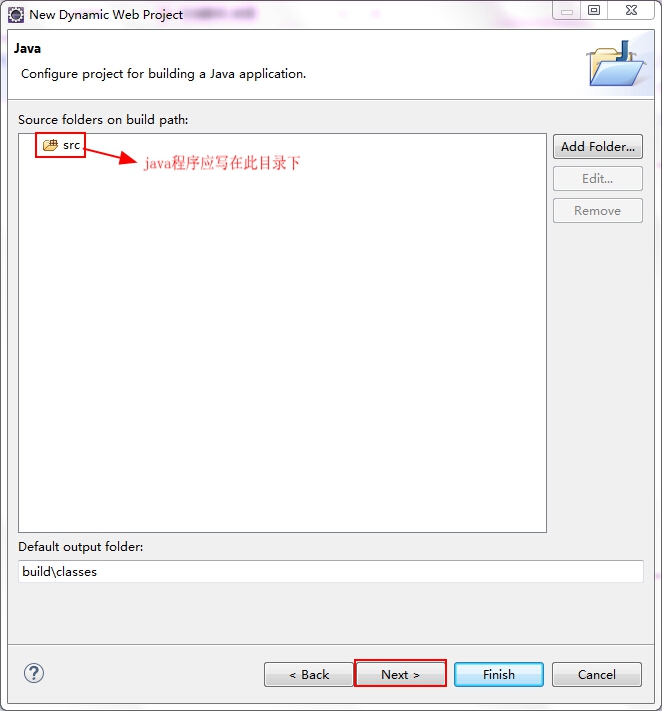 New Dynamic Web Project
Java
Configure project for building a Java application.
Source folders on build path:
src
java程序应写在此目录下
Add Folder...
Edit...
Remove
Default output folder:
build\classes
?
< Back
Next >
Finish
Cancel